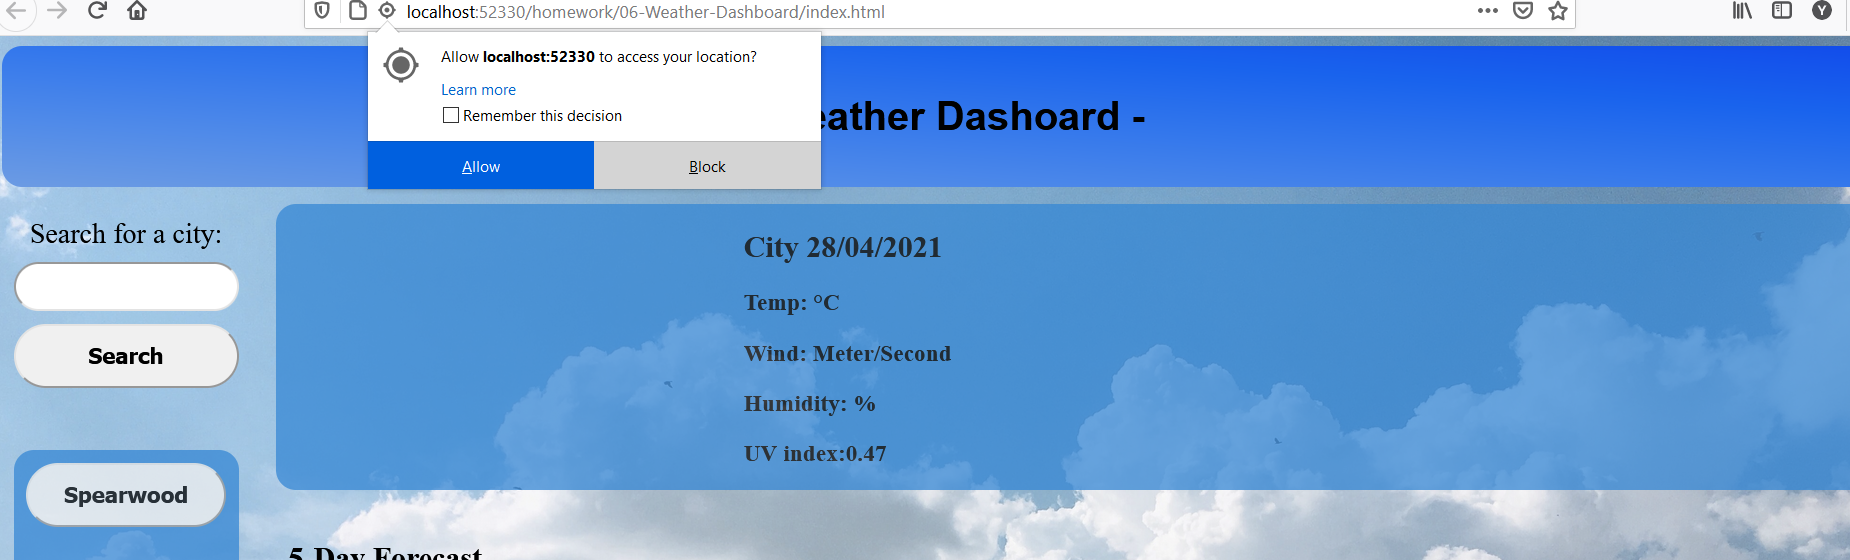 localhost:52330/homework/06-Weather-Dashboard/index.html
Y
Allow localhost:52330 to access your location?
Learn more
Remember this decision
Allow
Block
eather Dashoard -
Search for a city:
Search
Spearwood
City 28/04/2021
Temp: °C
Wind: Meter/Second
Humidity: %
UV index:0.47
5-Day Forecast